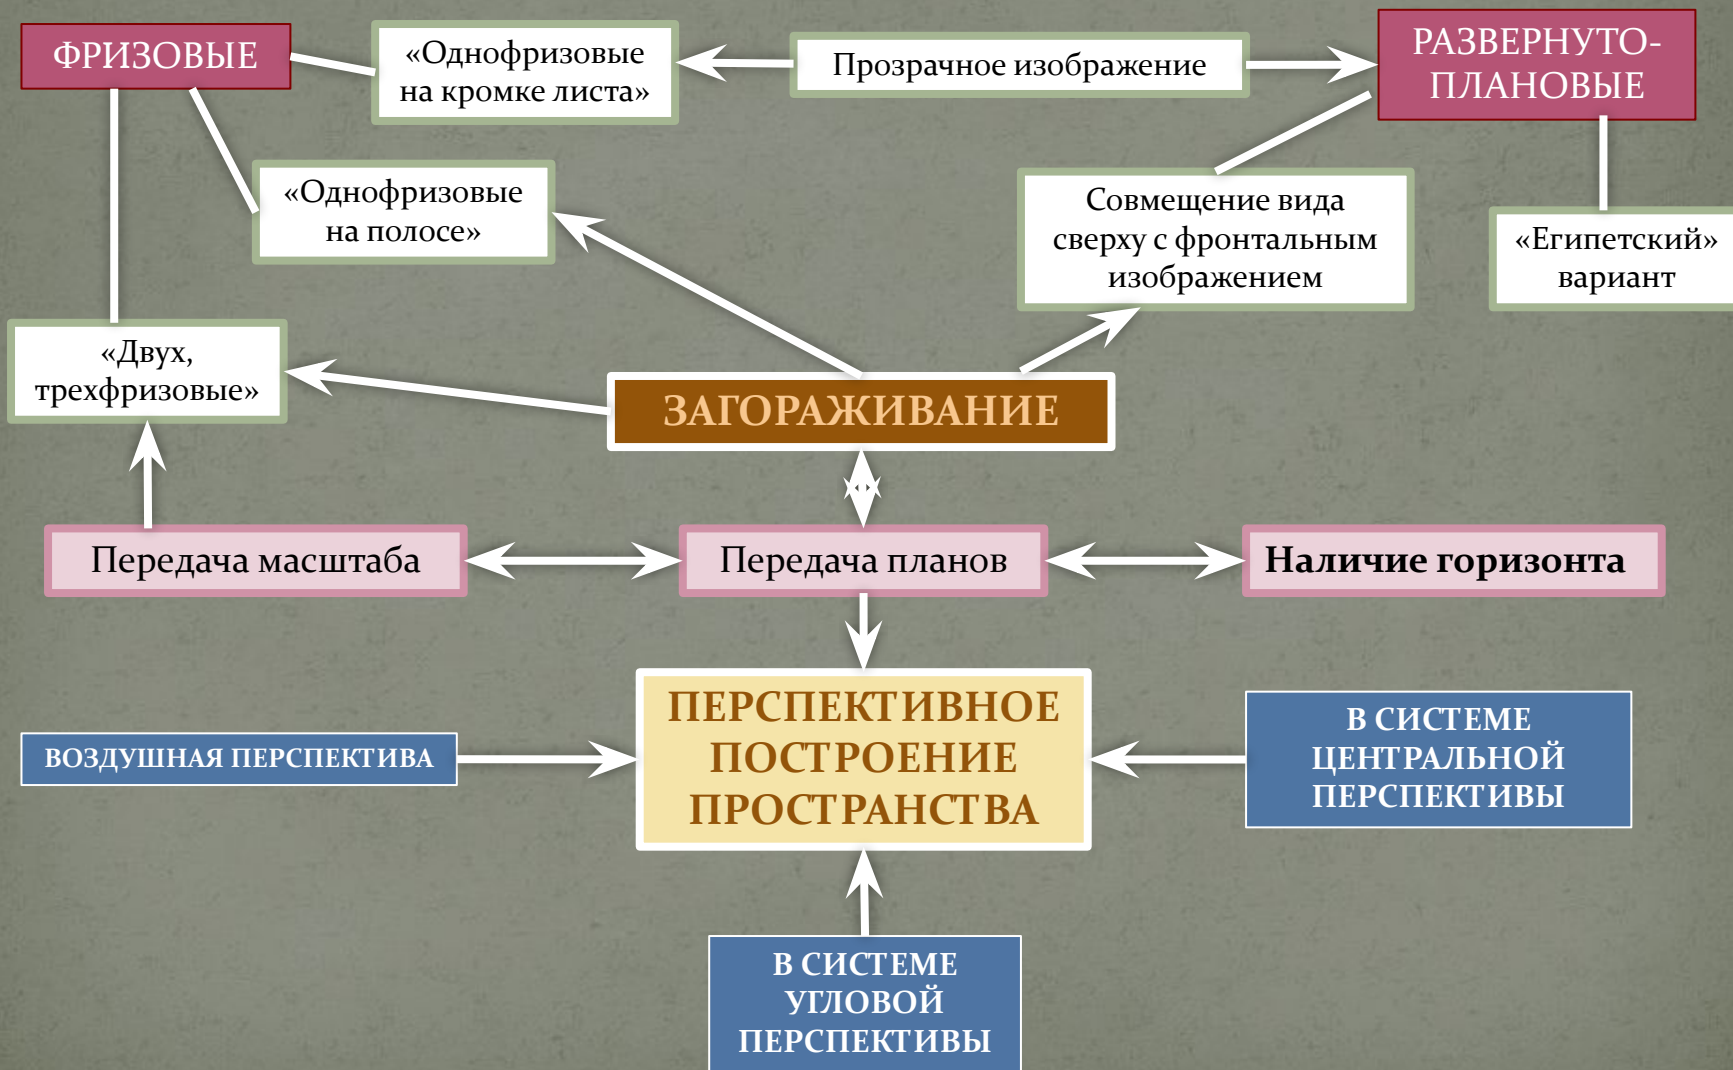 ФРИЗОВЫЕ
«Однофризовые
на кромке листа»
Прозрачное изображение
РАЗВЕРНУТО-
ПЛАНОВЫЕ
«Однофризовые
на полосе»
Совмещение вида
сверху с фронтальным
изображением
«Египетский»
вариант
«Двух,
трехфризовые»
ЗАГОРАЖИВАНИЕ
Передача масштаба
Передача планов
Наличие горизонта
ПЕРСПЕКТИВНОЕ
ПОСТРОЕНИЕ
ПРОСТРАНСТВА
ВОЗДУШНАЯ ПЕРСПЕКТИВА
В СИСТЕМЕ
ЦЕНТРАЛЬНОЙ
ПЕРСПЕКТИВЫ
В СИСТЕМЕ
УГЛОВОЙ
ПЕРСПЕКТИВЫ